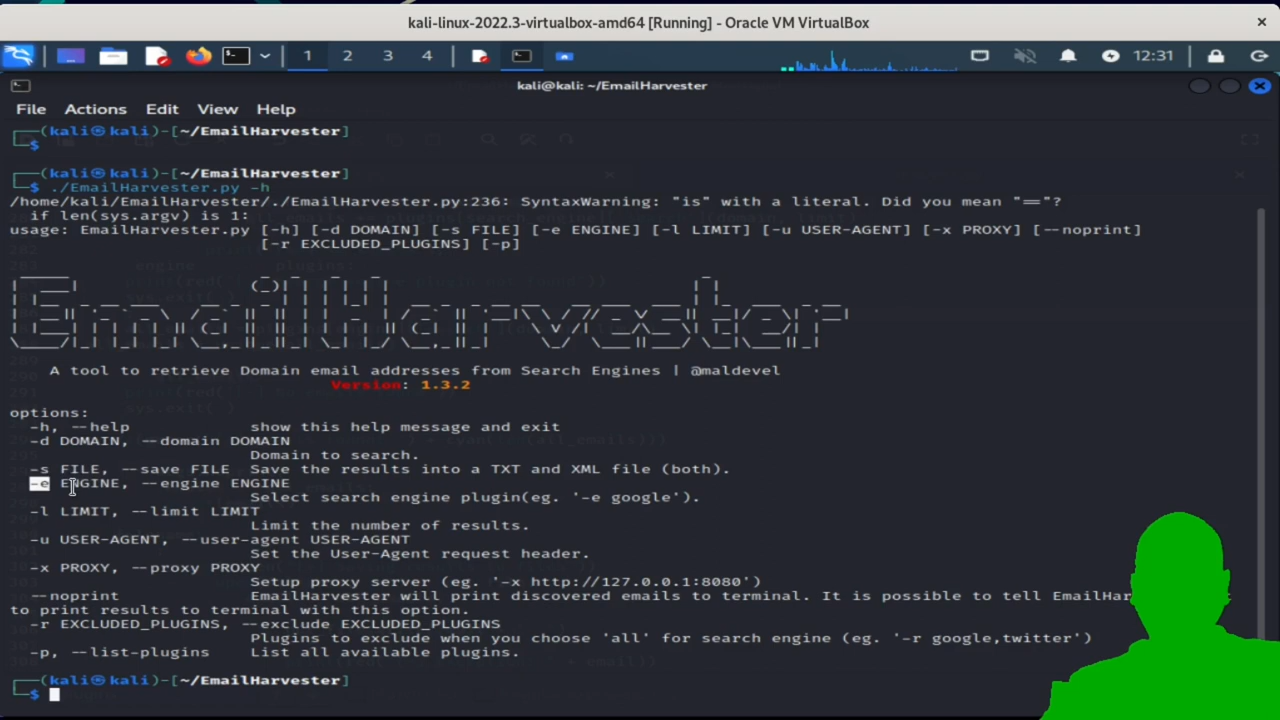 kali-linux-2022.3-virtualbox-amd64 [Running] - Oracle VM VirtualBox
1 2 3 4 12:31
kali@kali: ~/EmailHarvester
File Actions Edit View Help
┌──(kali㉿kali)-[~/EmailHarvester]
└─$
┌──(kali㉿kali)-[~/EmailHarvester]
└─$ ./EmailHarvester.py -h
/home/kali/EmailHarvester/./EmailHarvester.py:236: SyntaxWarning: "is" with a literal. Did you mean "=="?
if len(sys.argv) is 1:
usage: EmailHarvester.py [-h] [-d DOMAIN] [-s FILE] [-e ENGINE] [-l LIMIT] [-u USER-AGENT] [-x PROXY] [--noprint]
[-r EXCLUDED_PLUGINS] [-p]
EmailHarvester
A tool to retrieve Domain email addresses from Search Engines | @maldevel
Version: 1.3.2
options:
-h, --help show this help message and exit
-d DOMAIN, --domain DOMAIN
Domain to search.
-s FILE, --save FILE Save the results into a TXT and XML file (both).
-e ENGINE, --engine ENGINE
Select search engine plugin(eg. '-e google').
-l LIMIT, --limit LIMIT
Limit the number of results.
-u USER-AGENT, --user-agent USER-AGENT
Set the User-Agent request header.
-x PROXY, --proxy PROXY
Setup proxy server (eg. '-x http://127.0.0.1:8080')
--noprint EmailHarvester will print discovered emails to terminal. It is possible to tell EmailHar
to print results to terminal with this option.
-r EXCLUDED_PLUGINS, --exclude EXCLUDED_PLUGINS
Plugins to exclude when you choose 'all' for search engine (eg. '-r google,twitter')
-p, --list-plugins List all available plugins.
┌──(kali㉿kali)-[~/EmailHarvester]
└─$